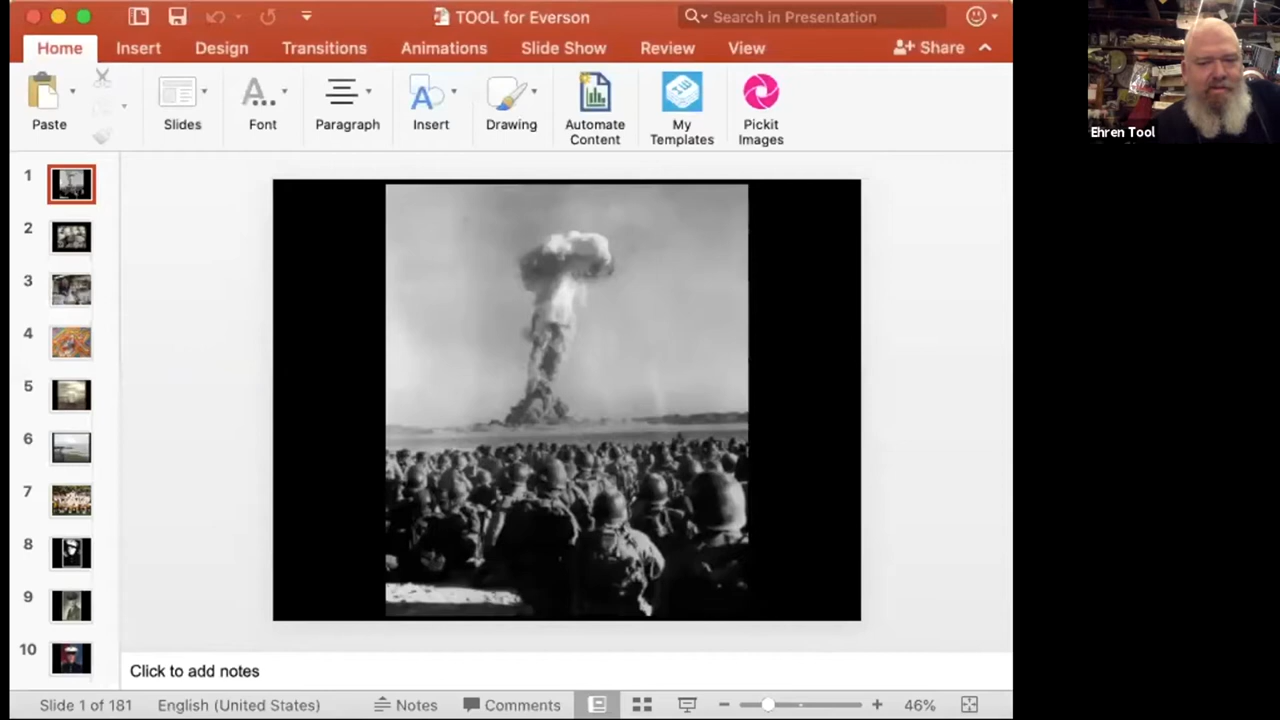 TOOL for Everson
Search in Presentation
Home Insert Design Transitions Animations Slide Show Review View Share
Paste Slides Font Paragraph Insert Drawing Automate Content My Templates Pickit Images
Ehren Tool
1
2
3
4
5
6
7
8
9
10
Click to add notes
Slide 1 of 181 English (United States) Notes Comments 46%